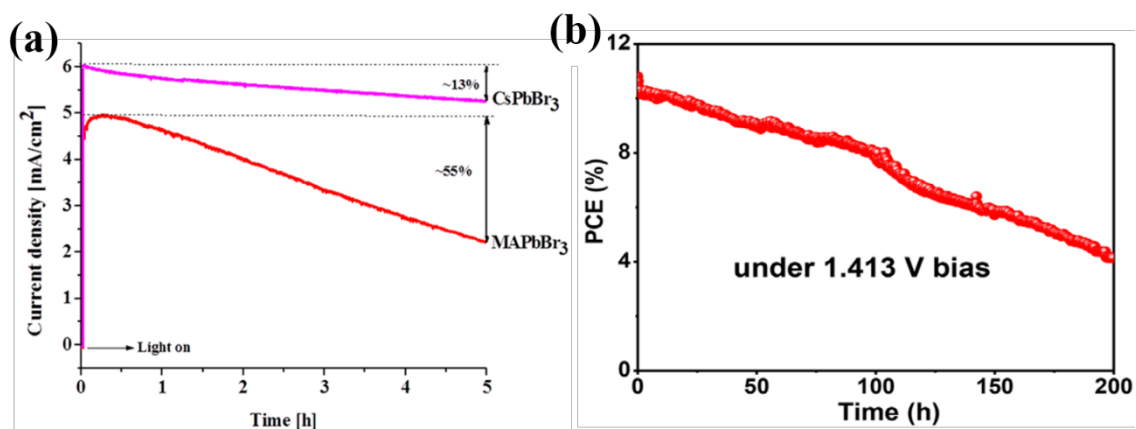 (a)
6
5
4
3
2
1
0
Current density [mA/cm2]
~13%
CsPbBr3
~55%
MAPbBr3
Light on
0 1 2 3 4 5
Time [h]
(b)
12
8
4
0
PCE (%)
under 1.413 V bias
0 50 100 150 200
Time (h)